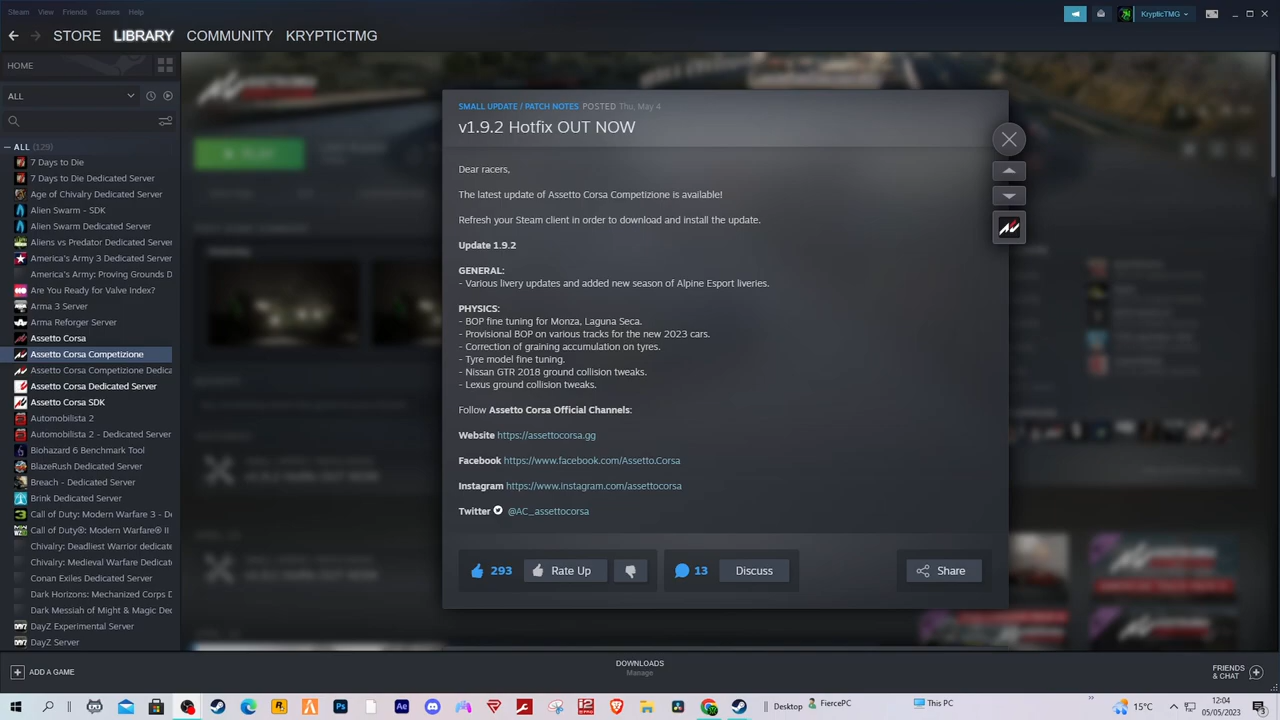 Steam View Friends Games Help
KrypticTMG
STORE LIBRARY COMMUNITY KRYPTICTMG
HOME
ALL
ALL (129)
7 Days to Die
7 Days to Die Dedicated Server
Age of Chivalry Dedicated Server
Alien Swarm - SDK
Alien Swarm Dedicated Server
Aliens vs Predator Dedicated Server
America's Army 3 Dedicated Server
America's Army: Proving Grounds D
Are You Ready for Valve Index?
Arma 3 Server
Arma Reforger Server
Assetto Corsa
Assetto Corsa Competizione
Assetto Corsa Competizione Dedica
Assetto Corsa Dedicated Server
Assetto Corsa SDK
Automobilista 2
Automobilista 2 - Dedicated Server
Biohazard 6 Benchmark Tool
BlazeRush Dedicated Server
Breach - Dedicated Server
Brink Dedicated Server
Call of Duty: Modern Warfare 3 - De
Call of Duty®: Modern Warfare® II
Chivalry: Deadliest Warrior dedicate
Chivalry: Medieval Warfare Dedicat
Conan Exiles Dedicated Server
Dark Horizons: Mechanized Corps D
Dark Messiah of Might & Magic Dec
DayZ Experimental Server
DayZ Server
SMALL UPDATE / PATCH NOTES POSTED Thu, May 4
v1.9.2 Hotfix OUT NOW
Dear racers,
The latest update of Assetto Corsa Competizione is available!
Refresh your Steam client in order to download and install the update.
Update 1.9.2
GENERAL:
- Various livery updates and added new season of Alpine Esport liveries.
PHYSICS:
- BOP fine tuning for Monza, Laguna Seca.
- Provisional BOP on various tracks for the new 2023 cars.
- Correction of graining accumulation on tyres.
- Tyre model fine tuning.
- Nissan GTR 2018 ground collision tweaks.
- Lexus ground collision tweaks.
Follow Assetto Corsa Official Channels:
Website https://assettocorsa.gg
Facebook https://www.facebook.com/Assetto.Corsa
Instagram https://www.instagram.com/assettocorsa
Twitter @AC_assettocorsa
293 Rate Up 13 Discuss Share
ADD A GAME
DOWNLOADS
Manage
FRIENDS
& CHAT
Desktop FiercePC This PC 15°C 12:04
05/05/2023